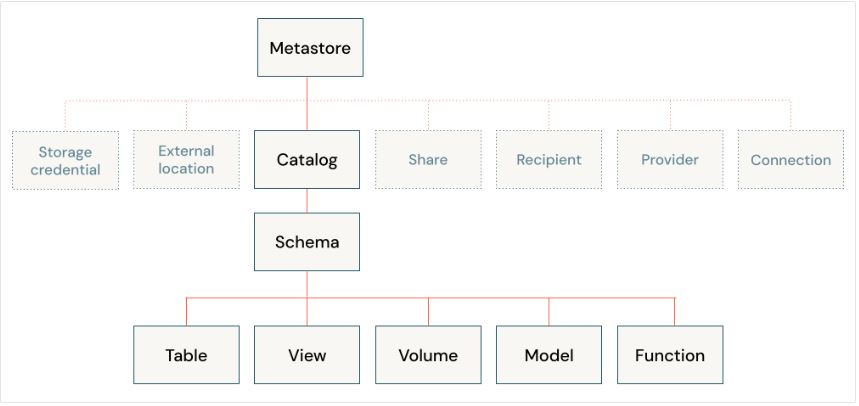 Metastore
Storage
credential
External
location
Catalog
Share
Recipient
Provider
Connection
Schema
Table
View
Volume
Model
Function